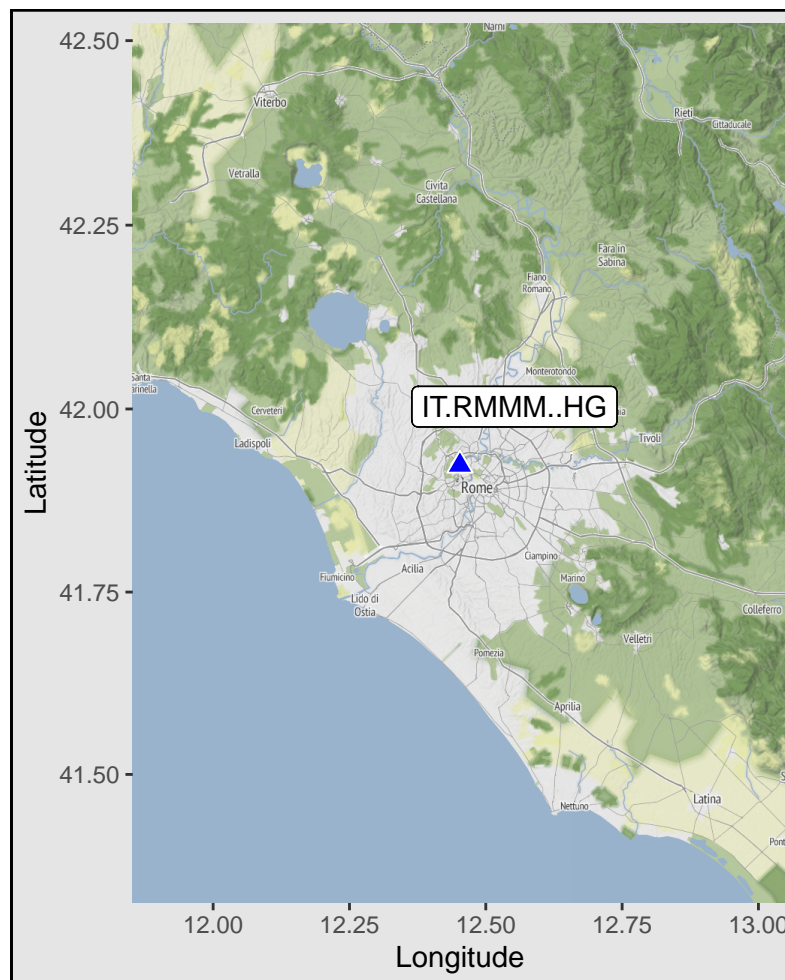 42.50
42.25
42.00
41.75
41.50
Latitude
Narni
Viterbo
Rieti
Cittaducale
Vetralla
Civita
Castellana
Fara in
Sabina
Fiano
Romano
Monterotondo
Santa
Cerveteri
IT.RMMM..HG
Ladispoli
Tivoli
Rome
Ciampino
Fiumicino
Acilia
Marino
Lido di
Ostia
Colleferro
Velletri
Pomezia
Aprilia
Nettuno
Latina
12.00
12.25
12.50
12.75
13.00
Longitude